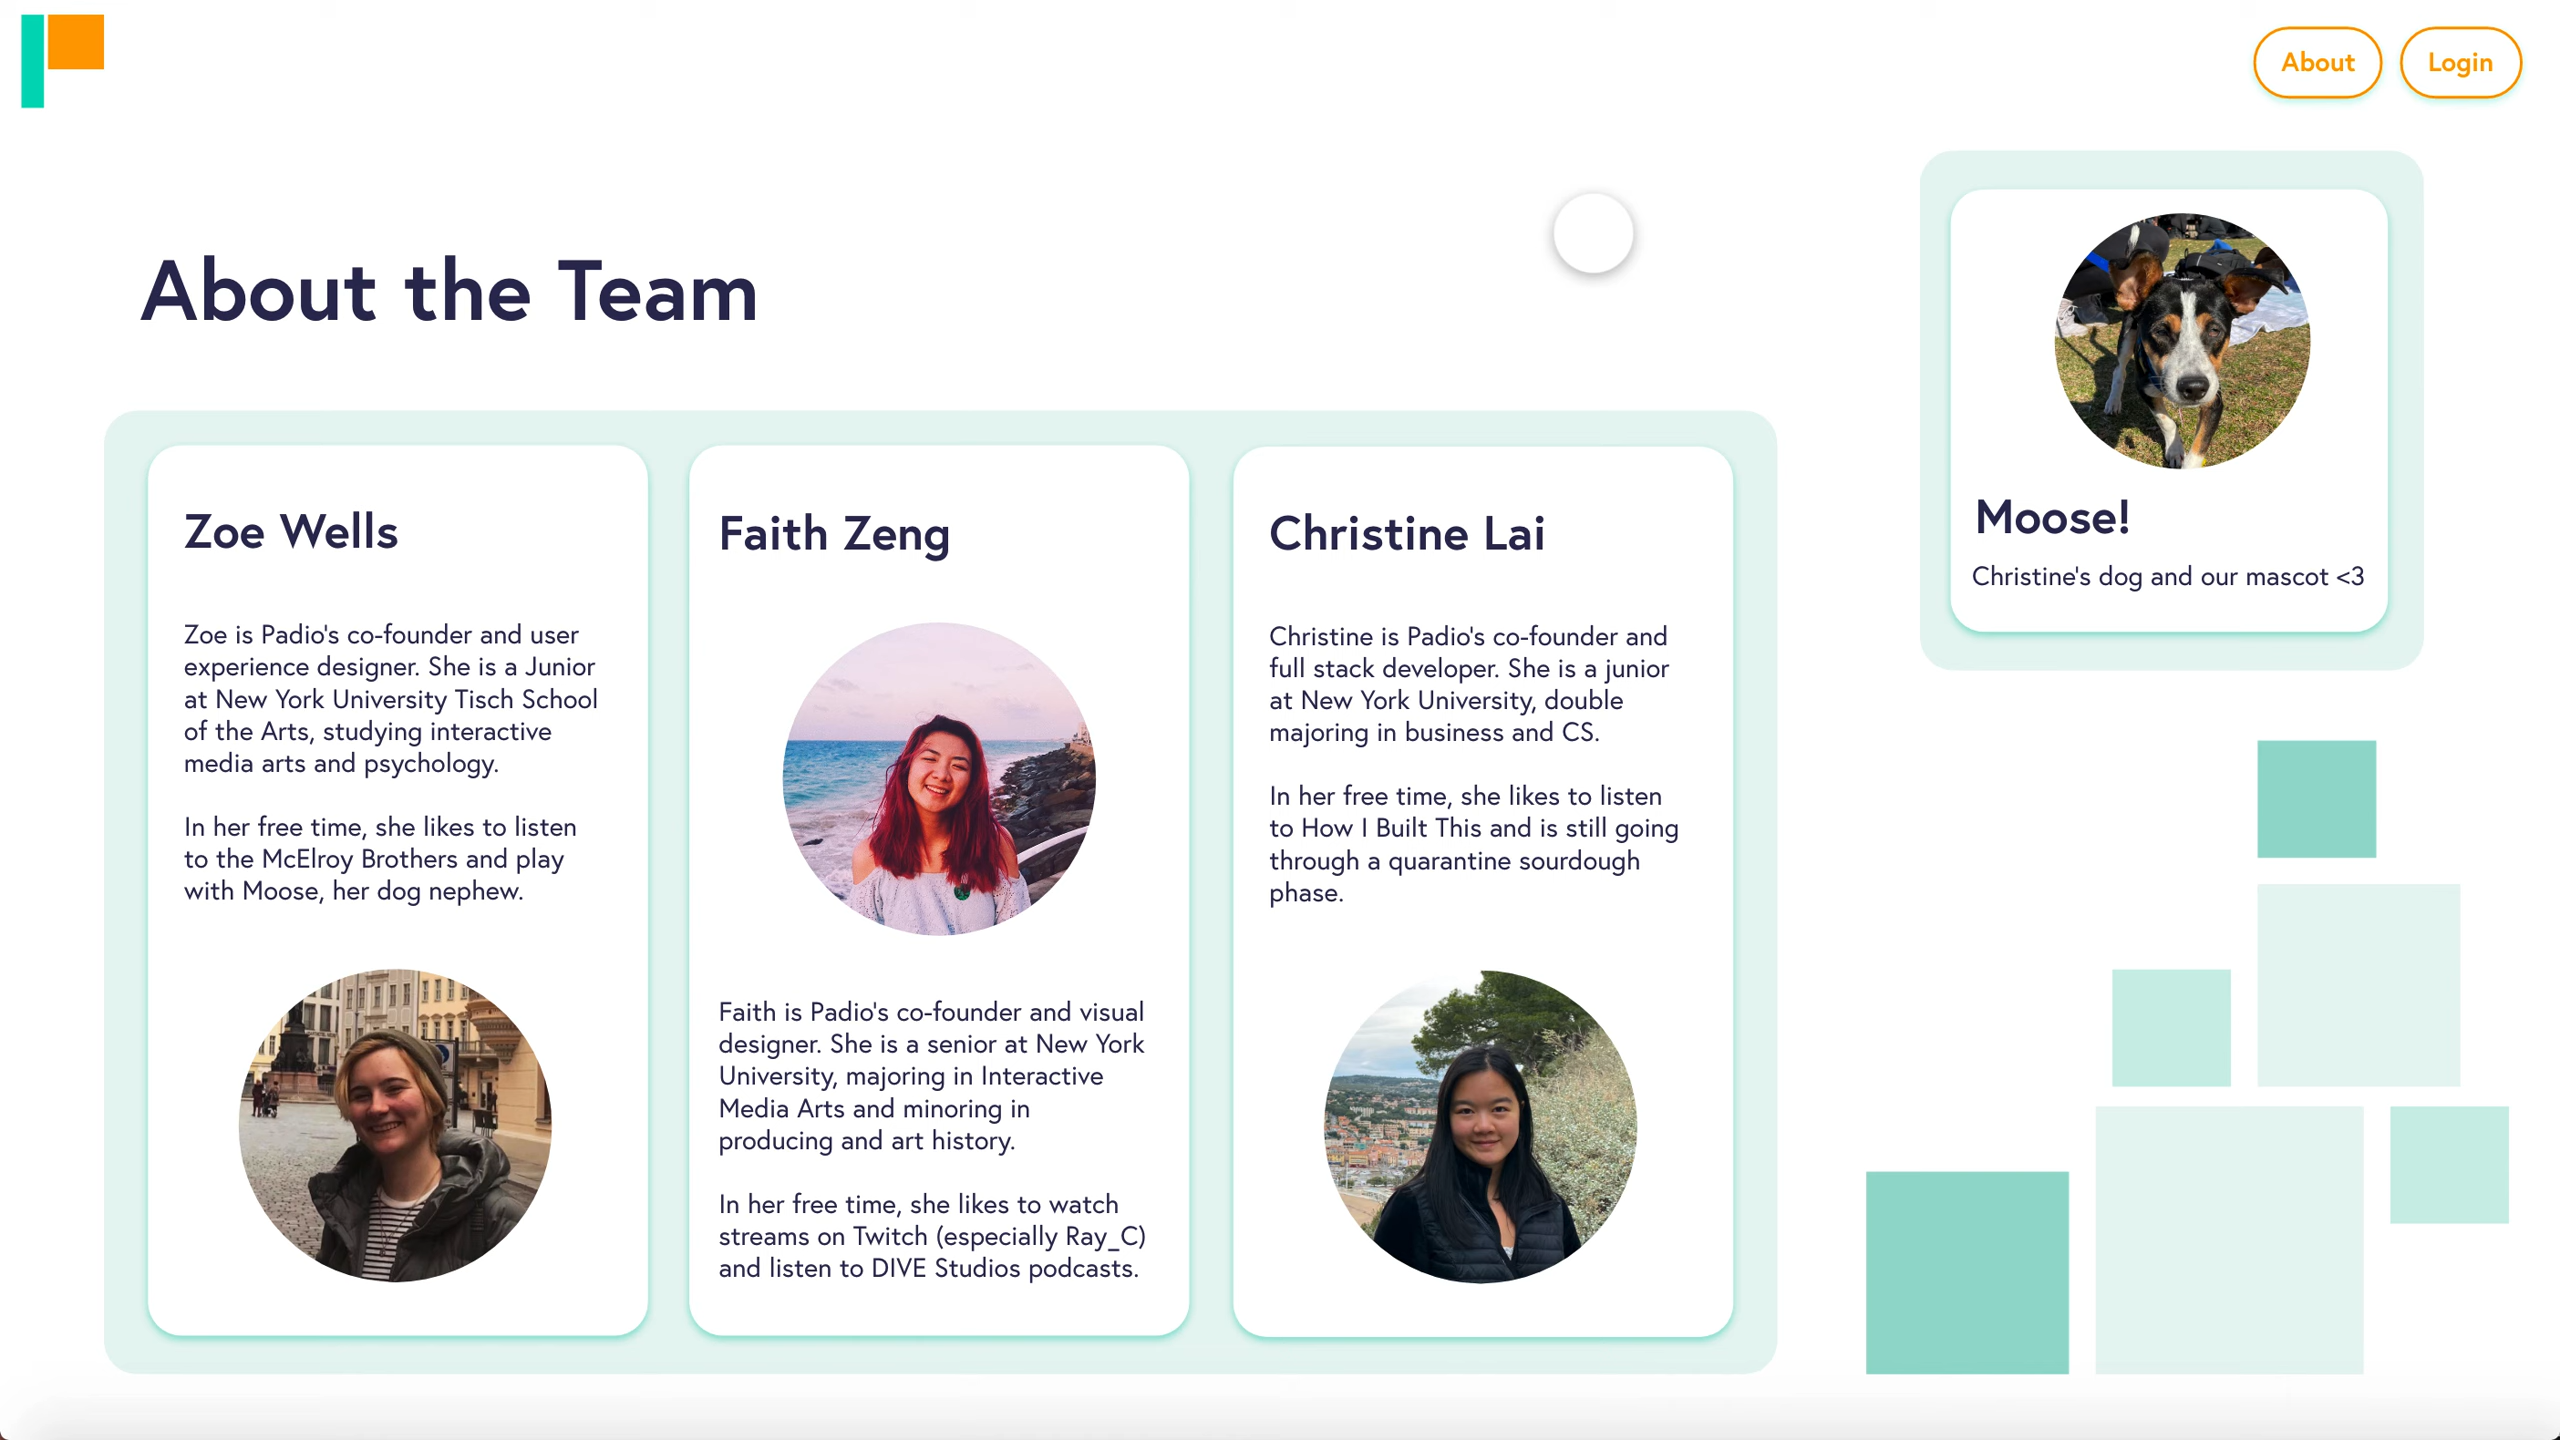 About
Login
About the Team
Zoe Wells
Zoe is Padio's co-founder and user
experience designer. She is a Junior
at New York University Tisch School
of the Arts, studying interactive
media arts and psychology.
In her free time, she likes to listen
to the McElroy Brothers and play
with Moose, her dog nephew.
Faith Zeng
Faith is Padio's co-founder and visual
designer. She is a senior at New York
University, majoring in Interactive
Media Arts and minoring in
producing and art history.
In her free time, she likes to watch
streams on Twitch (especially Ray_C)
and listen to DIVE Studios podcasts.
Christine Lai
Christine is Padio's co-founder and
full stack developer. She is a junior
at New York University, double
majoring in business and CS.
In her free time, she likes to listen
to How I Built This and is still going
through a quarantine sourdough
phase.
Moose!
Christine's dog and our mascot <3